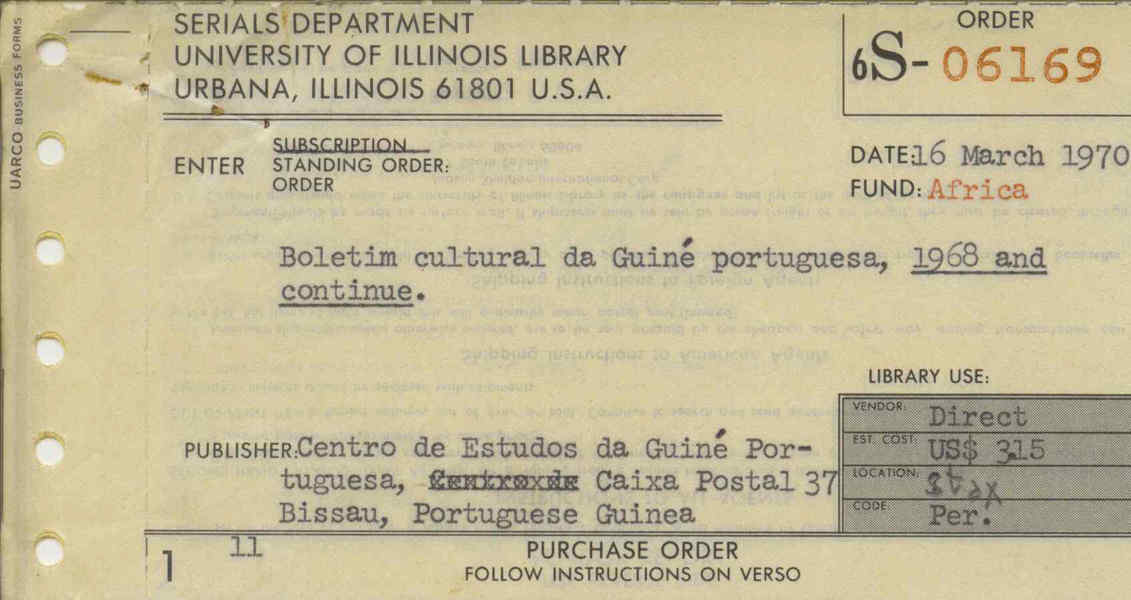 UARCO BUSINESS FORMS
SERIALS DEPARTMENT
UNIVERSITY OF ILLINOIS LIBRARY
URBANA, ILLINOIS 61801 U.S.A.
ORDER
6S-06169
SUBSCRIPTION
ENTER STANDING ORDER:
ORDER
DATE: 16 March 1970
FUND: Africa
Boletim cultural da Guiné portuguesa, 1968 and
continue.
LIBRARY USE:
VENDOR: Direct
EST. COST: US$ 3.15
LOCATION:
CODE: Per.
PUBLISHER: Centro de Estudos da Guiné Por-
tuguesa, Caixa Postal 37
Bissau, Portuguese Guinea
1 11
PURCHASE ORDER
FOLLOW INSTRUCTIONS ON VERSO